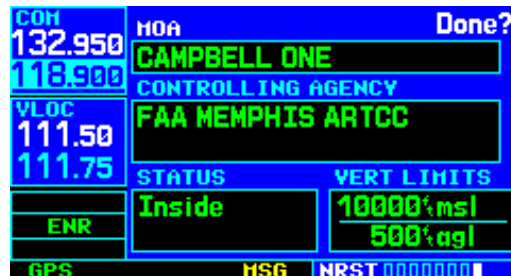 COM
132.950
118.900
VLOC
111.50
111.75
ENR
GPS
MOA Done?
CAMPBELL ONE
CONTROLLING AGENCY
FAA MEMPHIS ARTCC
STATUS
Inside
VERT LIMITS
10000ft msl
500ft agl
MSG
NRST